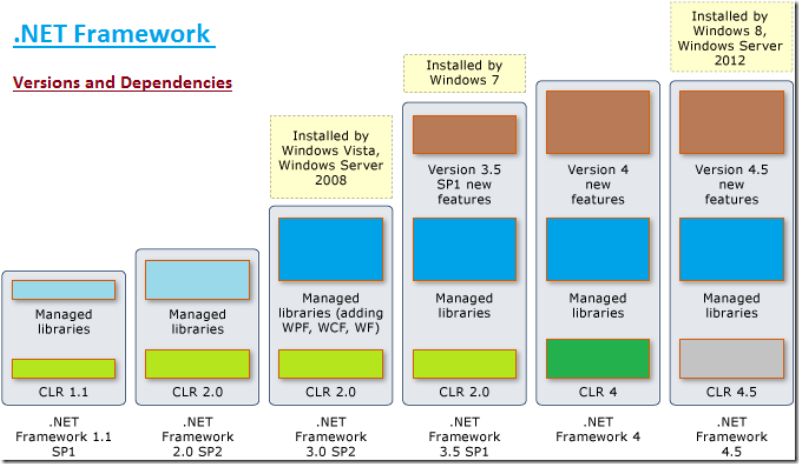 .NET Framework
Versions and Dependencies
Installed by
Windows Vista,
Windows Server
2008
Installed by
Windows 7
Installed by
Windows 8,
Windows Server
2012
Managed
libraries
CLR 1.1
.NET
Framework 1.1
SP1
Managed
libraries
CLR 2.0
.NET
Framework
2.0 SP2
Managed
libraries (adding
WPF, WCF, WF)
CLR 2.0
.NET
Framework
3.0 SP2
Version 3.5
SP1 new
features
Managed
libraries
CLR 2.0
.NET
Framework
3.5 SP1
Version 4
new
features
Managed
libraries
CLR 4
.NET
Framework 4
Version 4.5
new
features
Managed
libraries
CLR 4.5
.NET
Framework
4.5